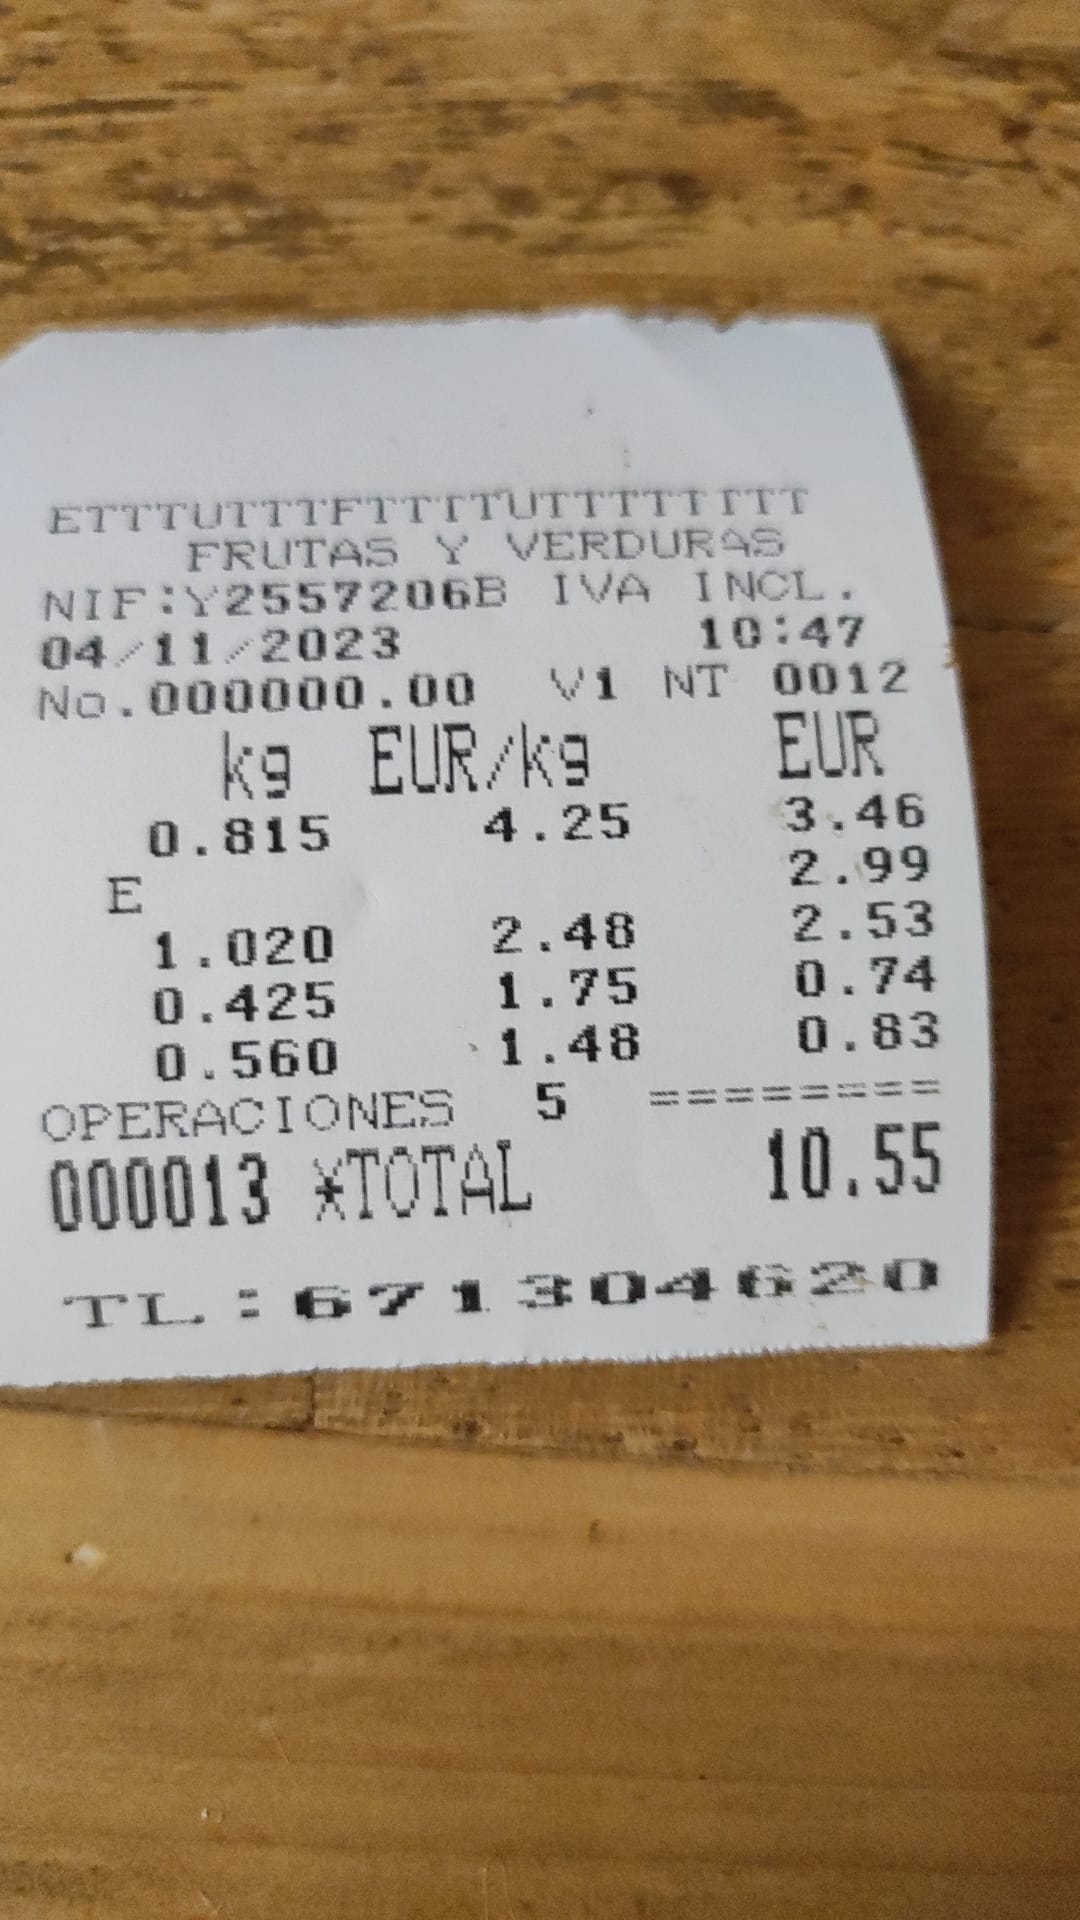 ETTTUTTTFTTTTUTTTTTTTT
FRUTAS Y VERDURAS
NIF:Y2557206B IVA INCL.
04/11/2023 10:47
No.000000.00 V1 NT 0012
kg EUR/kg EUR
0.815 4.25 3.46
E 2.99
1.020 2.48 2.53
0.425 1.75 0.74
0.560 1.48 0.83
OPERACIONES 5 ========
000013 *TOTAL 10.55
TL.:671304620